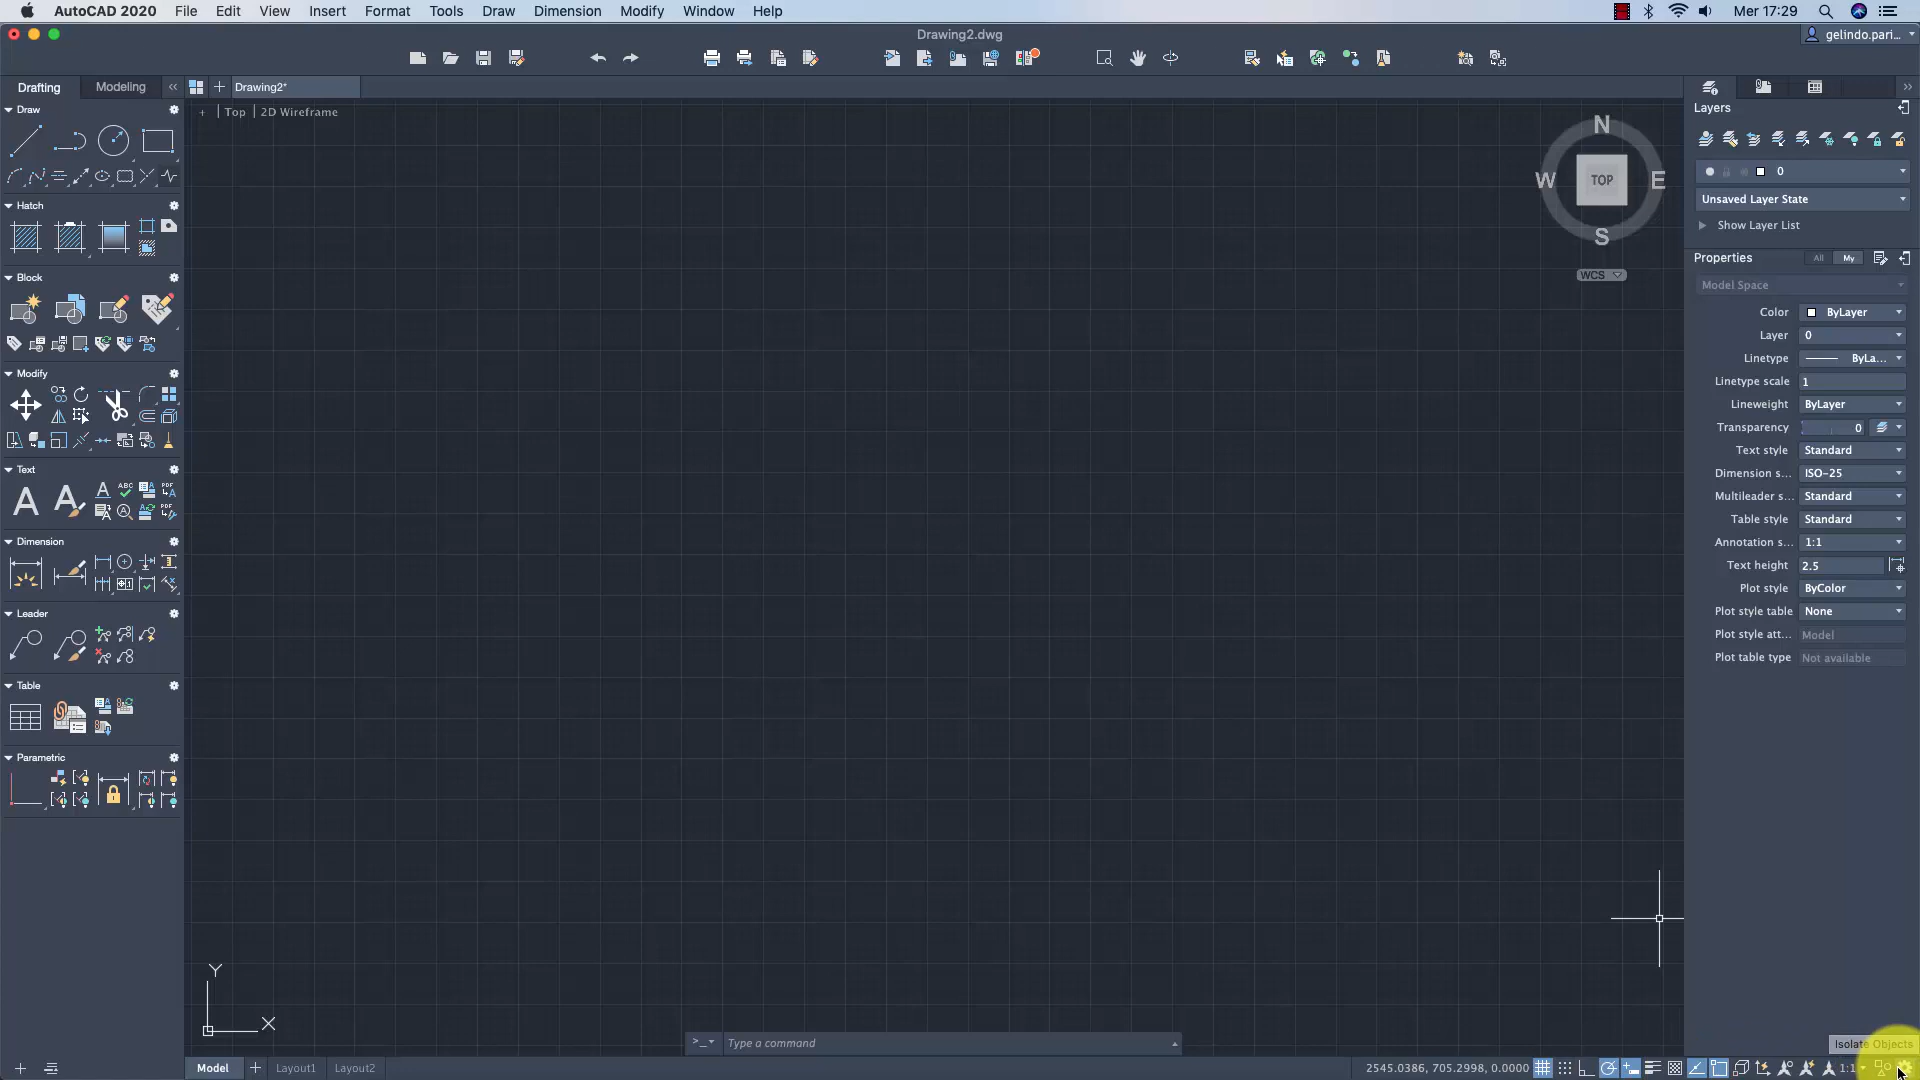 AutoCAD 2020 File Edit View Insert Format Tools Draw Dimension Modify Window Help Mer 17:29
Drawing2.dwg
gelindo.pari...
Drafting Modeling Drawing2*
Draw
+ Top 2D Wireframe
N
W TOP E
S
WCS
Hatch
Block
Modify
Text
A
ABC
PDF
Dimension
Leader
Table
Parametric
Layers
0
Unsaved Layer State
Show Layer List
Properties All My
Model Space
Color ByLayer
Layer 0
Linetype ByLa...
Linetype scale 1
Lineweight ByLayer
Transparency 0
Text style Standard
Dimension s... ISO-25
Multileader s... Standard
Table style Standard
Annotation s... 1:1
Text height 2.5
Plot style ByColor
Plot style table None
Plot style att... Model
Plot table type Not available
Y
X
>_ Type a command
Isolate Objects
Model + Layout1 Layout2 2545.0386, 705.2998, 0.0000 1:1